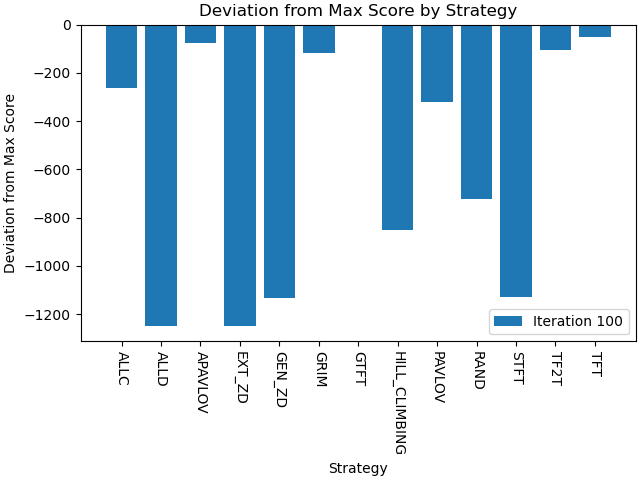 Deviation from Max Score by Strategy
Deviation from Max Score
0
−200
−400
−600
−800
−1000
−1200
Iteration 100
ALLC
ALLD
APAVLOV
EXT_ZD
GEN_ZD
GRIM
GTFT
HILL_CLIMBING
PAVLOV
RAND
STFT
TF2T
TFT
Strategy